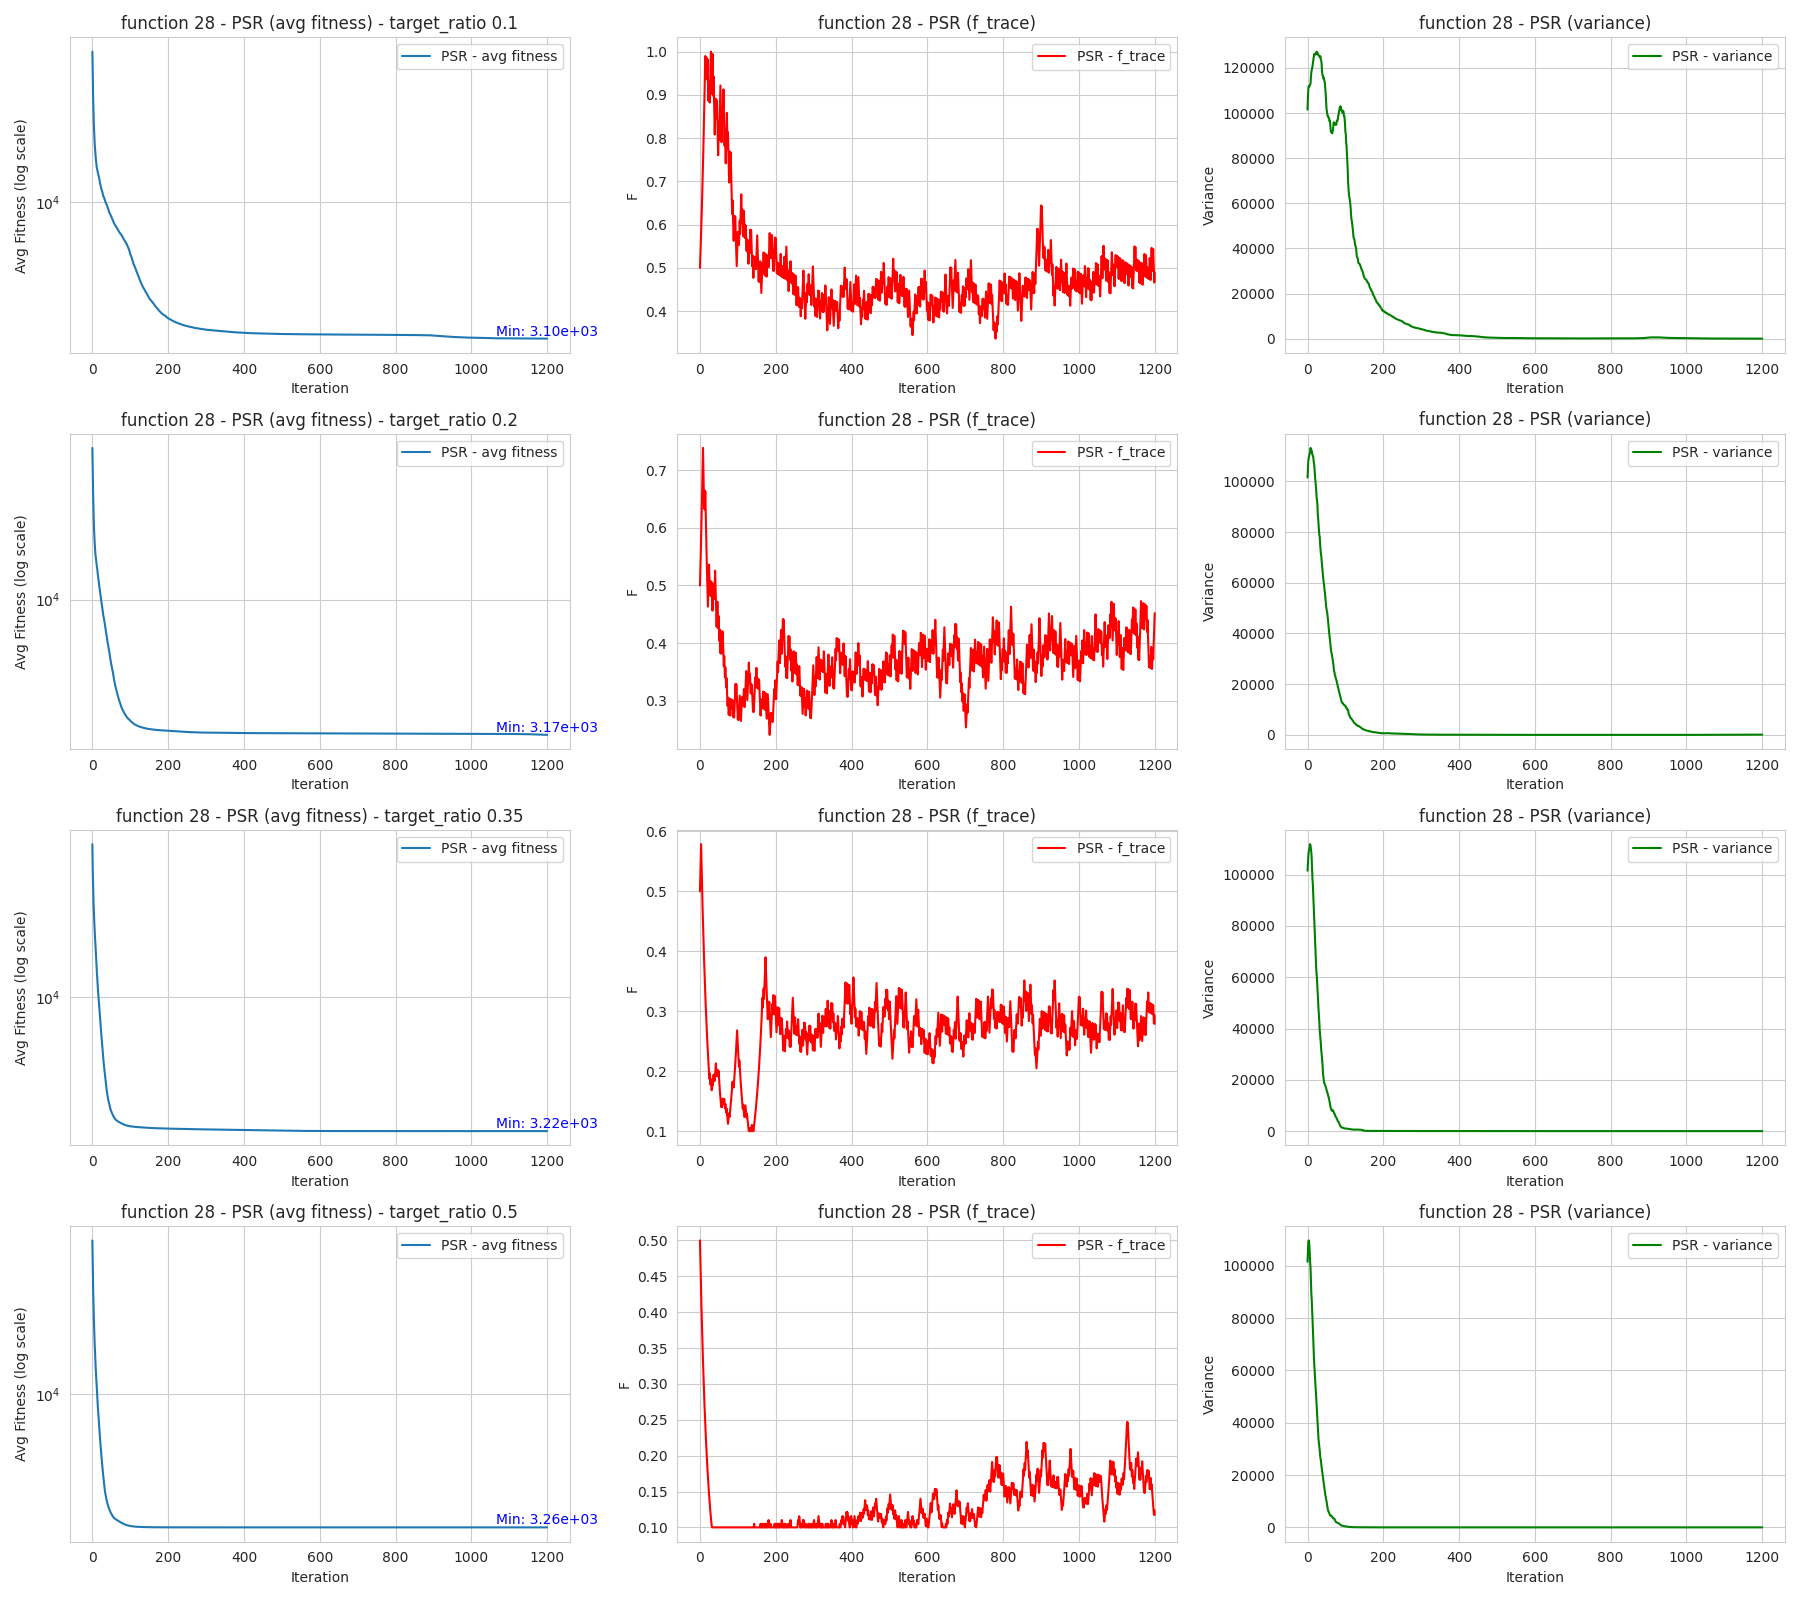 function 28 - PSR (avg fitness) - target_ratio 0.1
PSR - avg fitness
Avg Fitness (log scale)
10^4
Min: 3.10e+03
0 200 400 600 800 1000 1200
Iteration
function 28 - PSR (f_trace)
PSR - f_trace
F
1.0
0.9
0.8
0.7
0.6
0.5
0.4
0 200 400 600 800 1000 1200
Iteration
function 28 - PSR (variance)
PSR - variance
Variance
120000
100000
80000
60000
40000
20000
0
0 200 400 600 800 1000 1200
Iteration
function 28 - PSR (avg fitness) - target_ratio 0.2
PSR - avg fitness
Avg Fitness (log scale)
10^4
Min: 3.17e+03
0 200 400 600 800 1000 1200
Iteration
function 28 - PSR (f_trace)
PSR - f_trace
F
0.7
0.6
0.5
0.4
0.3
0 200 400 600 800 1000 1200
Iteration
function 28 - PSR (variance)
PSR - variance
Variance
100000
80000
60000
40000
20000
0
0 200 400 600 800 1000 1200
Iteration
function 28 - PSR (avg fitness) - target_ratio 0.35
PSR - avg fitness
Avg Fitness (log scale)
10^4
Min: 3.22e+03
0 200 400 600 800 1000 1200
Iteration
function 28 - PSR (f_trace)
PSR - f_trace
F
0.6
0.5
0.4
0.3
0.2
0.1
0 200 400 600 800 1000 1200
Iteration
function 28 - PSR (variance)
PSR - variance
Variance
100000
80000
60000
40000
20000
0
0 200 400 600 800 1000 1200
Iteration
function 28 - PSR (avg fitness) - target_ratio 0.5
PSR - avg fitness
Avg Fitness (log scale)
10^4
Min: 3.26e+03
0 200 400 600 800 1000 1200
Iteration
function 28 - PSR (f_trace)
PSR - f_trace
F
0.50
0.45
0.40
0.35
0.30
0.25
0.20
0.15
0.10
0 200 400 600 800 1000 1200
Iteration
function 28 - PSR (variance)
PSR - variance
Variance
100000
80000
60000
40000
20000
0
0 200 400 600 800 1000 1200
Iteration